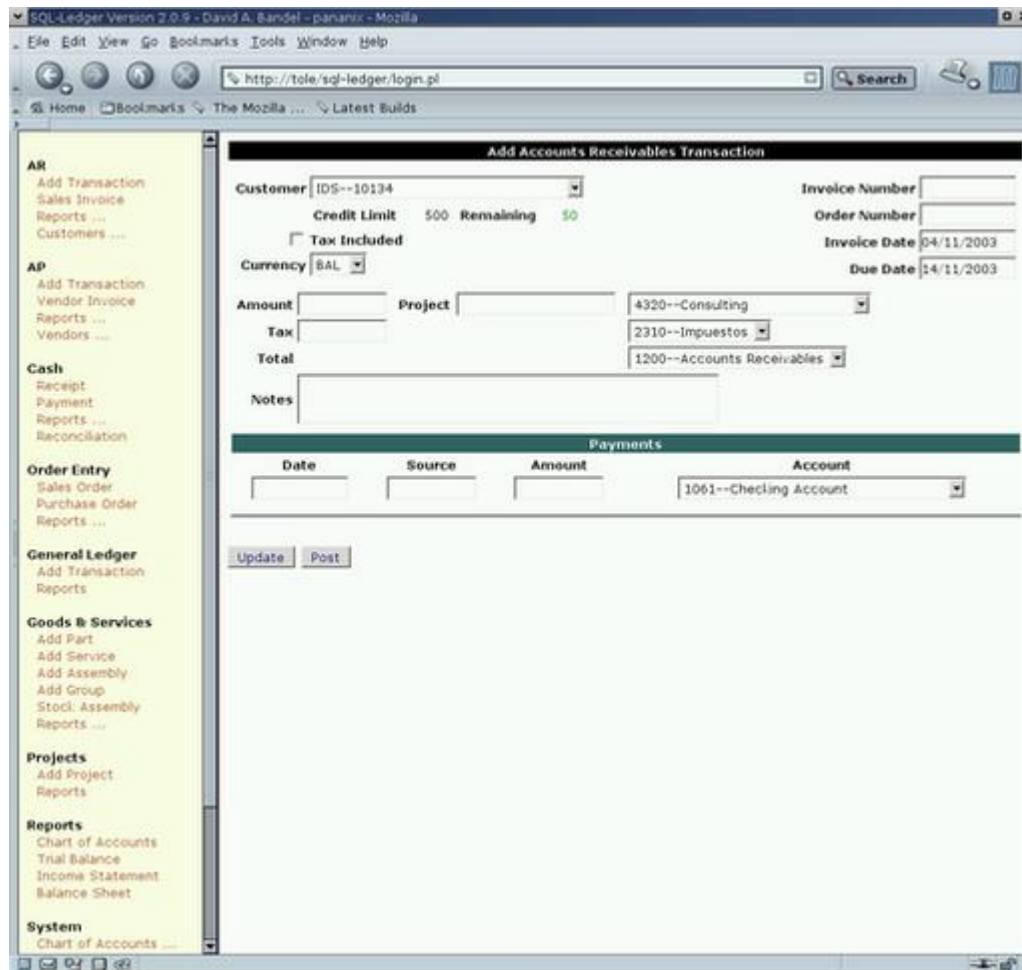 SQL-Ledger Version 2.0.9 - David A. Bandel - pananix - Mozilla
File Edit View Go Bookmarks Tools Window Help
http://tole/sql-ledger/login.pl
Search
Home Bookmarks The Mozilla ... Latest Builds
AR
Add Transaction
Sales Invoice
Reports ...
Customers ...
AP
Add Transaction
Vendor Invoice
Reports ...
Vendors ...
Cash
Receipt
Payment
Reports ...
Reconciliation
Order Entry
Sales Order
Purchase Order
Reports ...
General Ledger
Add Transaction
Reports
Goods & Services
Add Part
Add Service
Add Assembly
Add Group
Stock Assembly
Reports ...
Projects
Add Project
Reports
Reports
Chart of Accounts
Trial Balance
Income Statement
Balance Sheet
System
Chart of Accounts ...
Add Accounts Receivables Transaction
Customer IDS--10134 Invoice Number
Credit Limit 500 Remaining 50 Order Number
Tax Included Invoice Date 04/11/2003
Currency BAL Due Date 14/11/2003
Amount Project 4320--Consulting
Tax 2310--Impuestos
Total 1200--Accounts Receivables
Notes
Payments
Date Source Amount Account
1061--Checking Account
Update Post